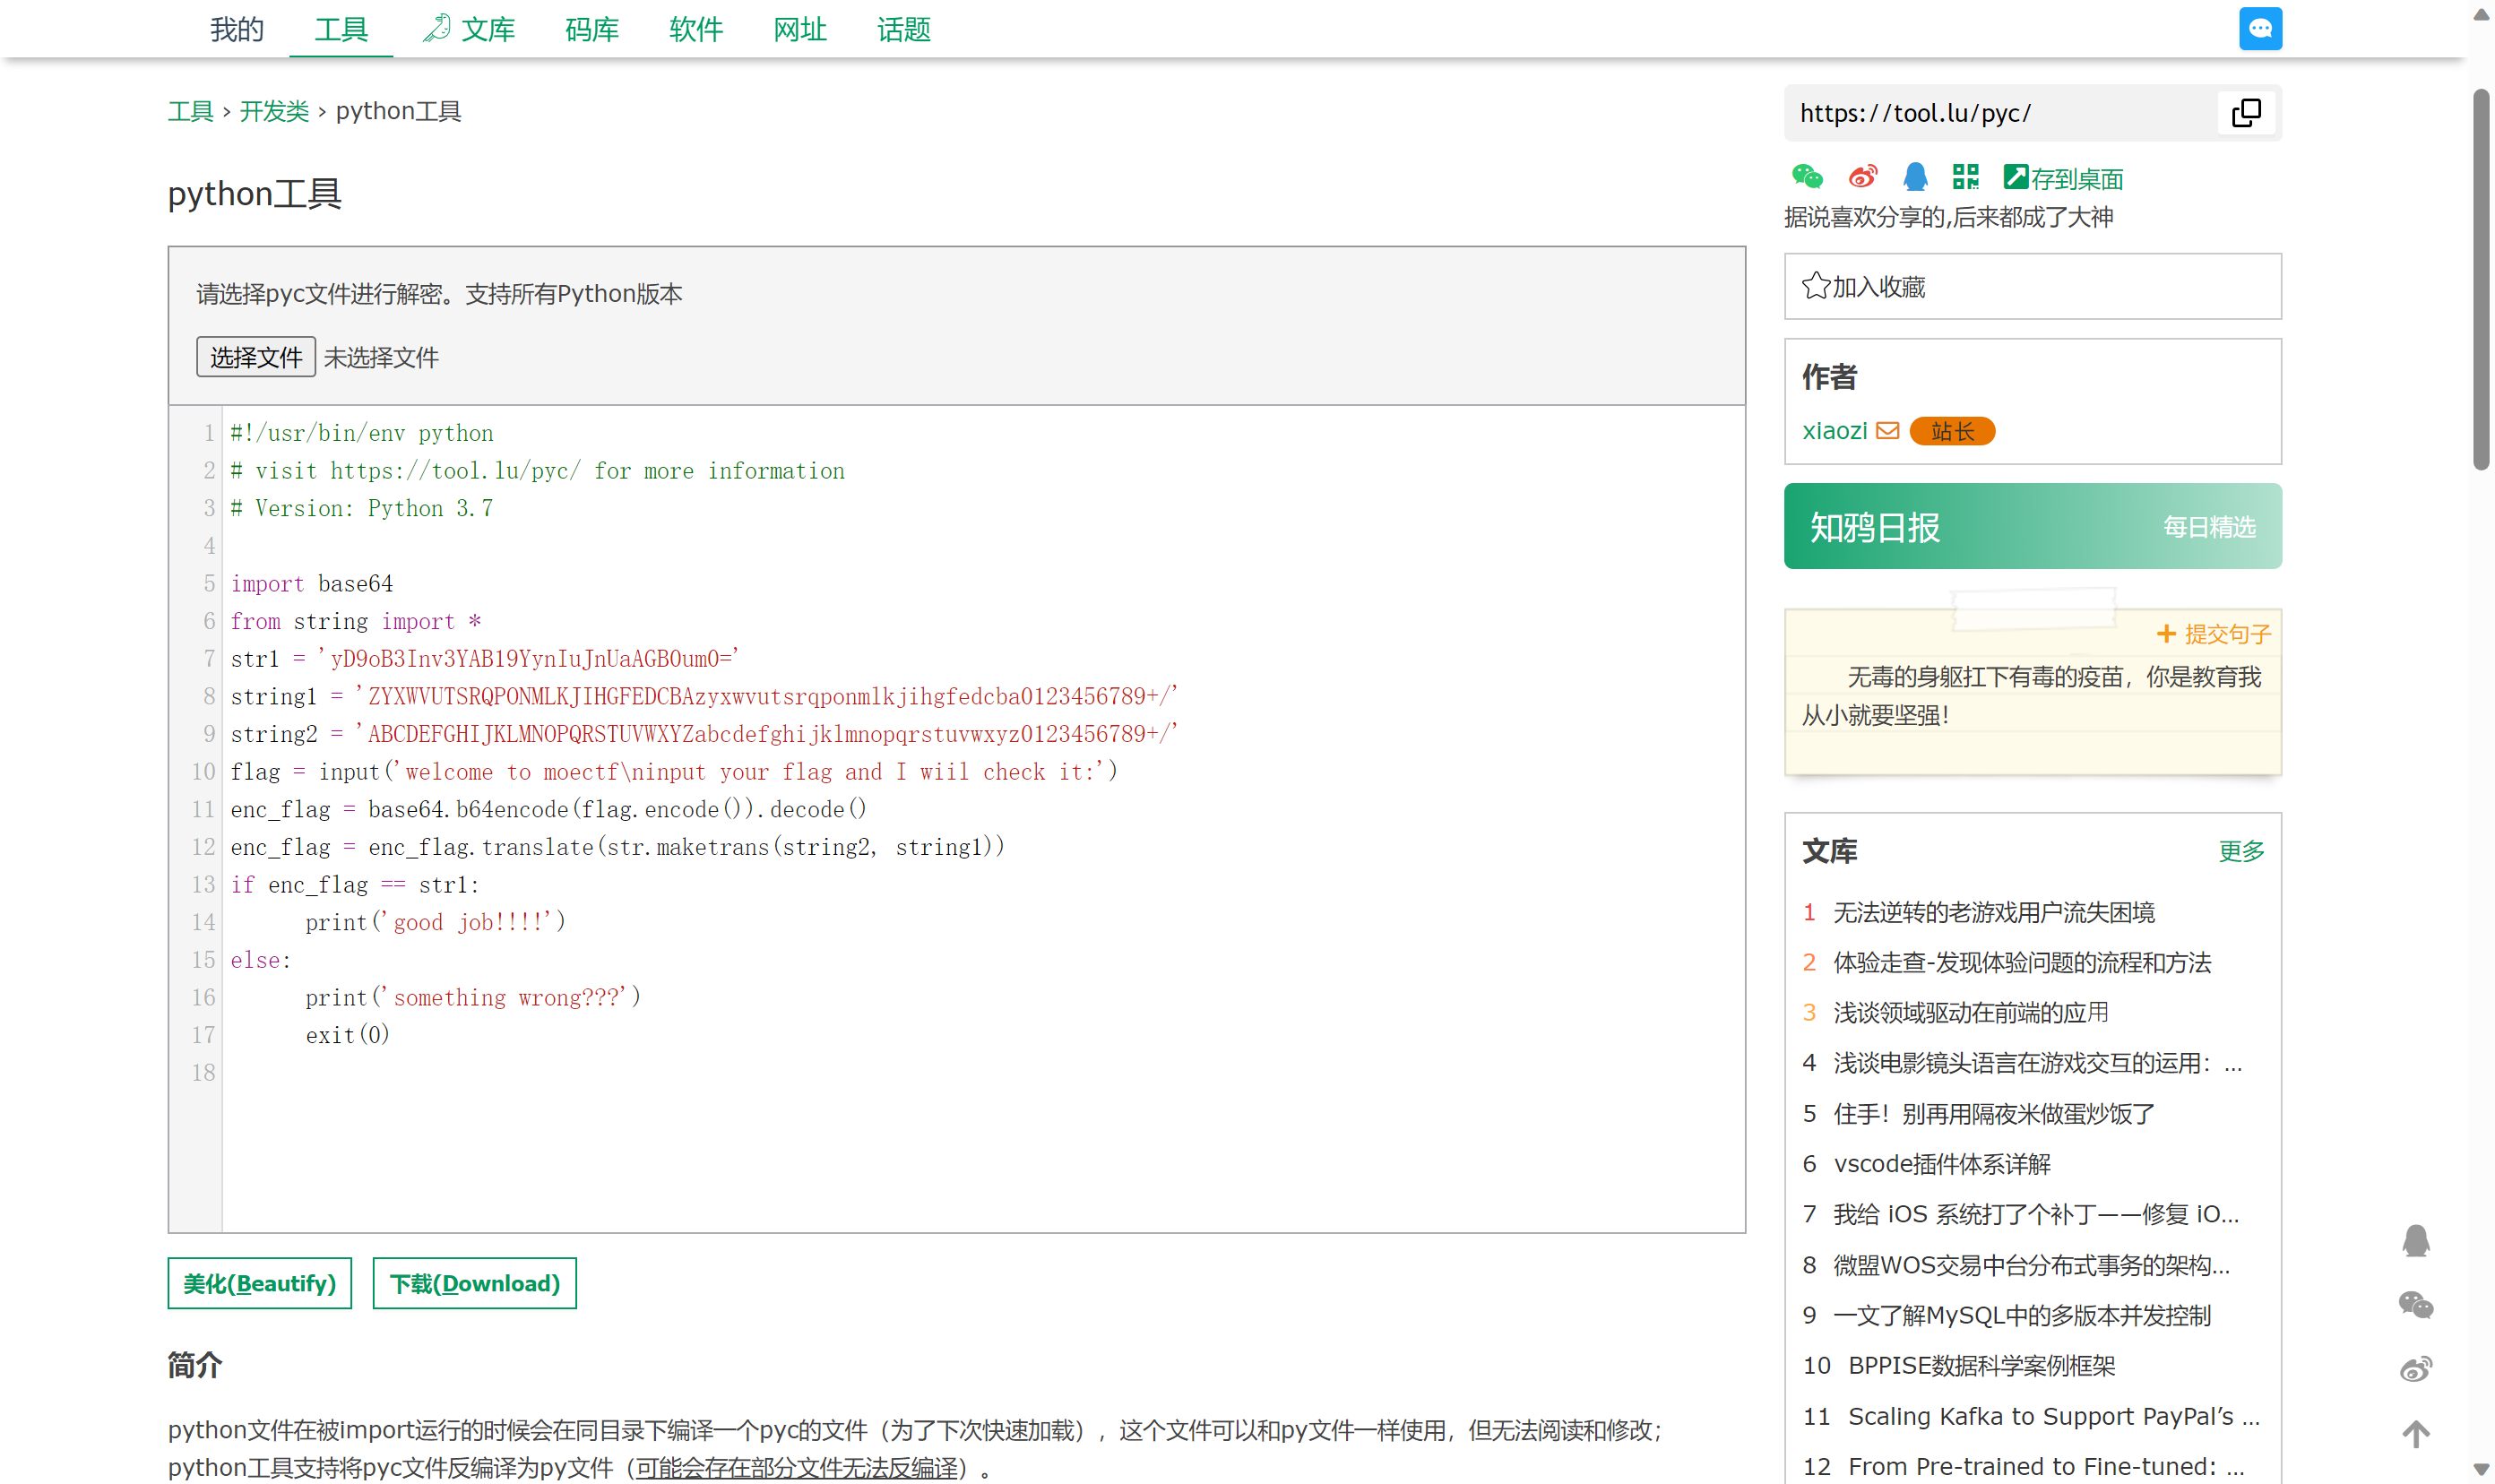 我的 工具 文库 码库 软件 网址 话题
工具 › 开发类 › python工具
python工具
请选择pyc文件进行解密。支持所有Python版本
选择文件 未选择文件
1 #!/usr/bin/env python
2 # visit https://tool.lu/pyc/ for more information
3 # Version: Python 3.7
4
5 import base64
6 from string import *
7 str1 = 'yD9oB3Inv3YAB19YynIuJnUaAGB0um0='
8 string1 = 'ZYXWVUTSRQPONMLKJIHGFEDCBAzyxwvutsrqponmlkjihgfedcba0123456789+/'
9 string2 = 'ABCDEFGHIJKLMNOPQRSTUVWXYZabcdefghijklmnopqrstuvwxyz0123456789+/'
10 flag = input('welcome to moectf\ninput your flag and I wiil check it:')
11 enc_flag = base64.b64encode(flag.encode()).decode()
12 enc_flag = enc_flag.translate(str.maketrans(string2, string1))
13 if enc_flag == str1:
14 print('good job!!!!')
15 else:
16 print('something wrong???')
17 exit(0)
18
美化(Beautify) 下载(Download)
简介
python文件在被import运行的时候会在同目录下编译一个pyc的文件（为了下次快速加载），这个文件可以和py文件一样使用，但无法阅读和修改；
python工具支持将pyc文件反编译为py文件（可能会存在部分文件无法反编译）。
https://tool.lu/pyc/
存到桌面
据说喜欢分享的,后来都成了大神
加入收藏
作者
xiaozi 站长
知鸦日报 每日精选
+ 提交句子
无毒的身躯扛下有毒的疫苗，你是教育我
从小就要坚强！
文库 更多
1 无法逆转的老游戏用户流失困境
2 体验走查-发现体验问题的流程和方法
3 浅谈领域驱动在前端的应用
4 浅谈电影镜头语言在游戏交互的运用：...
5 住手！别再用隔夜米做蛋炒饭了
6 vscode插件体系详解
7 我给 iOS 系统打了个补丁——修复 iO...
8 微盟WOS交易中台分布式事务的架构...
9 一文了解MySQL中的多版本并发控制
10 BPPISE数据科学案例框架
11 Scaling Kafka to Support PayPal’s ...
12 From Pre-trained to Fine-tuned: ...